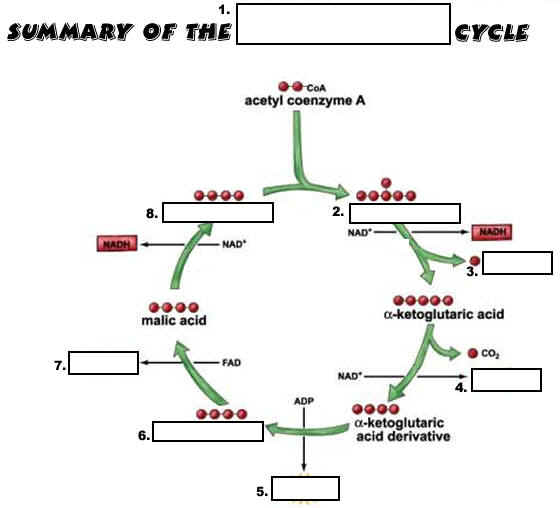 1.
SUMMARY OF THE CYCLE
CoA
acetyl coenzyme A
8.
2.
NAD⁺
NADH
NADH
NAD⁺
3.
malic acid
α-ketoglutaric acid
CO₂
7.
FAD
NAD⁺
4.
ADP
α-ketoglutaric
acid derivative
6.
5.